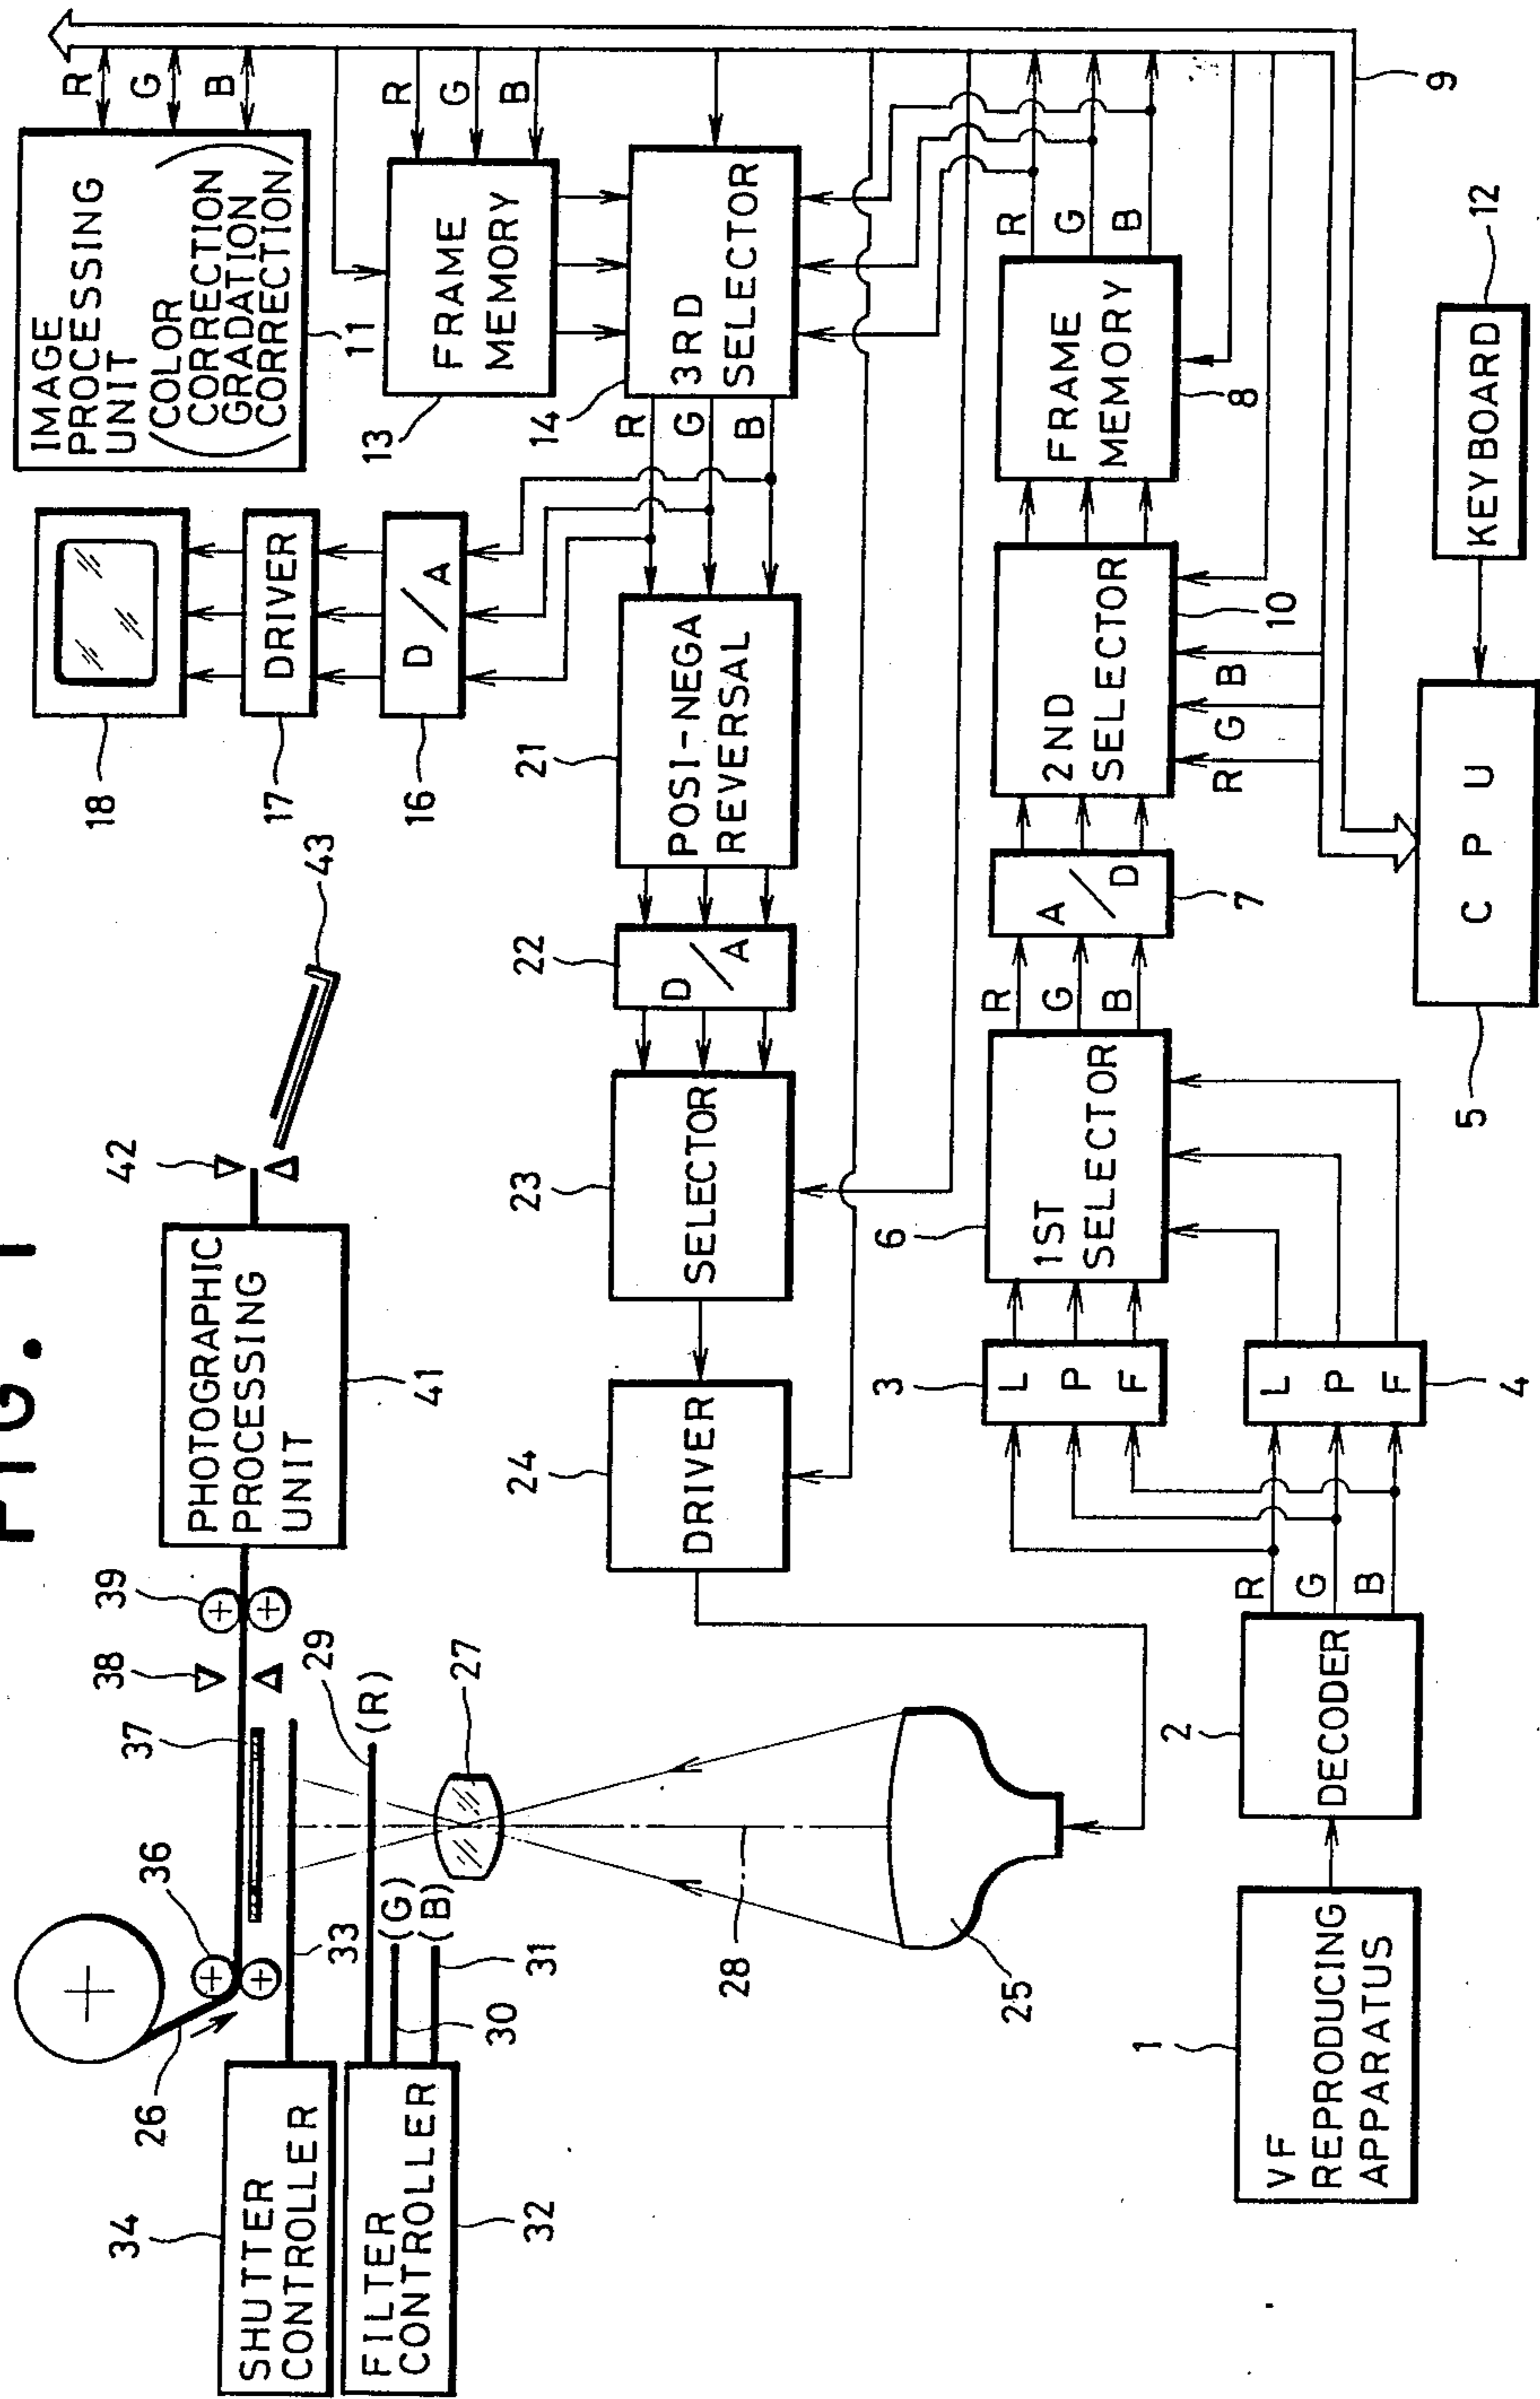 FIG. 1
34
SHUTTER
CONTROLLER
FILTER
CONTROLLER
32
26
36
37
38
39
33
(R)
29
(G)
(B)
30
31
27
28
25
PHOTOGRAPHIC
PROCESSING
UNIT
41
42
43
18
17
DRIVER
16
D/A
IMAGE
PROCESSING
UNIT
(COLOR
CORRECTION
GRADATION
CORRECTION)
11
R
G
B
13
FRAME
MEMORY
R
G
B
14
3RD
SELECTOR
R
G
B
21
POSI-NEGA
REVERSAL
22
D/A
23
SELECTOR
24
DRIVER
1
VF
REPRODUCING
APPARATUS
2
DECODER
R
G
B
3
L P F
4
L P F
6
1ST
SELECTOR
R
G
B
7
A/D
2ND
SELECTOR
10
R
G
B
FRAME
MEMORY
8
R
G
B
9
5
C P U
KEYBOARD
12